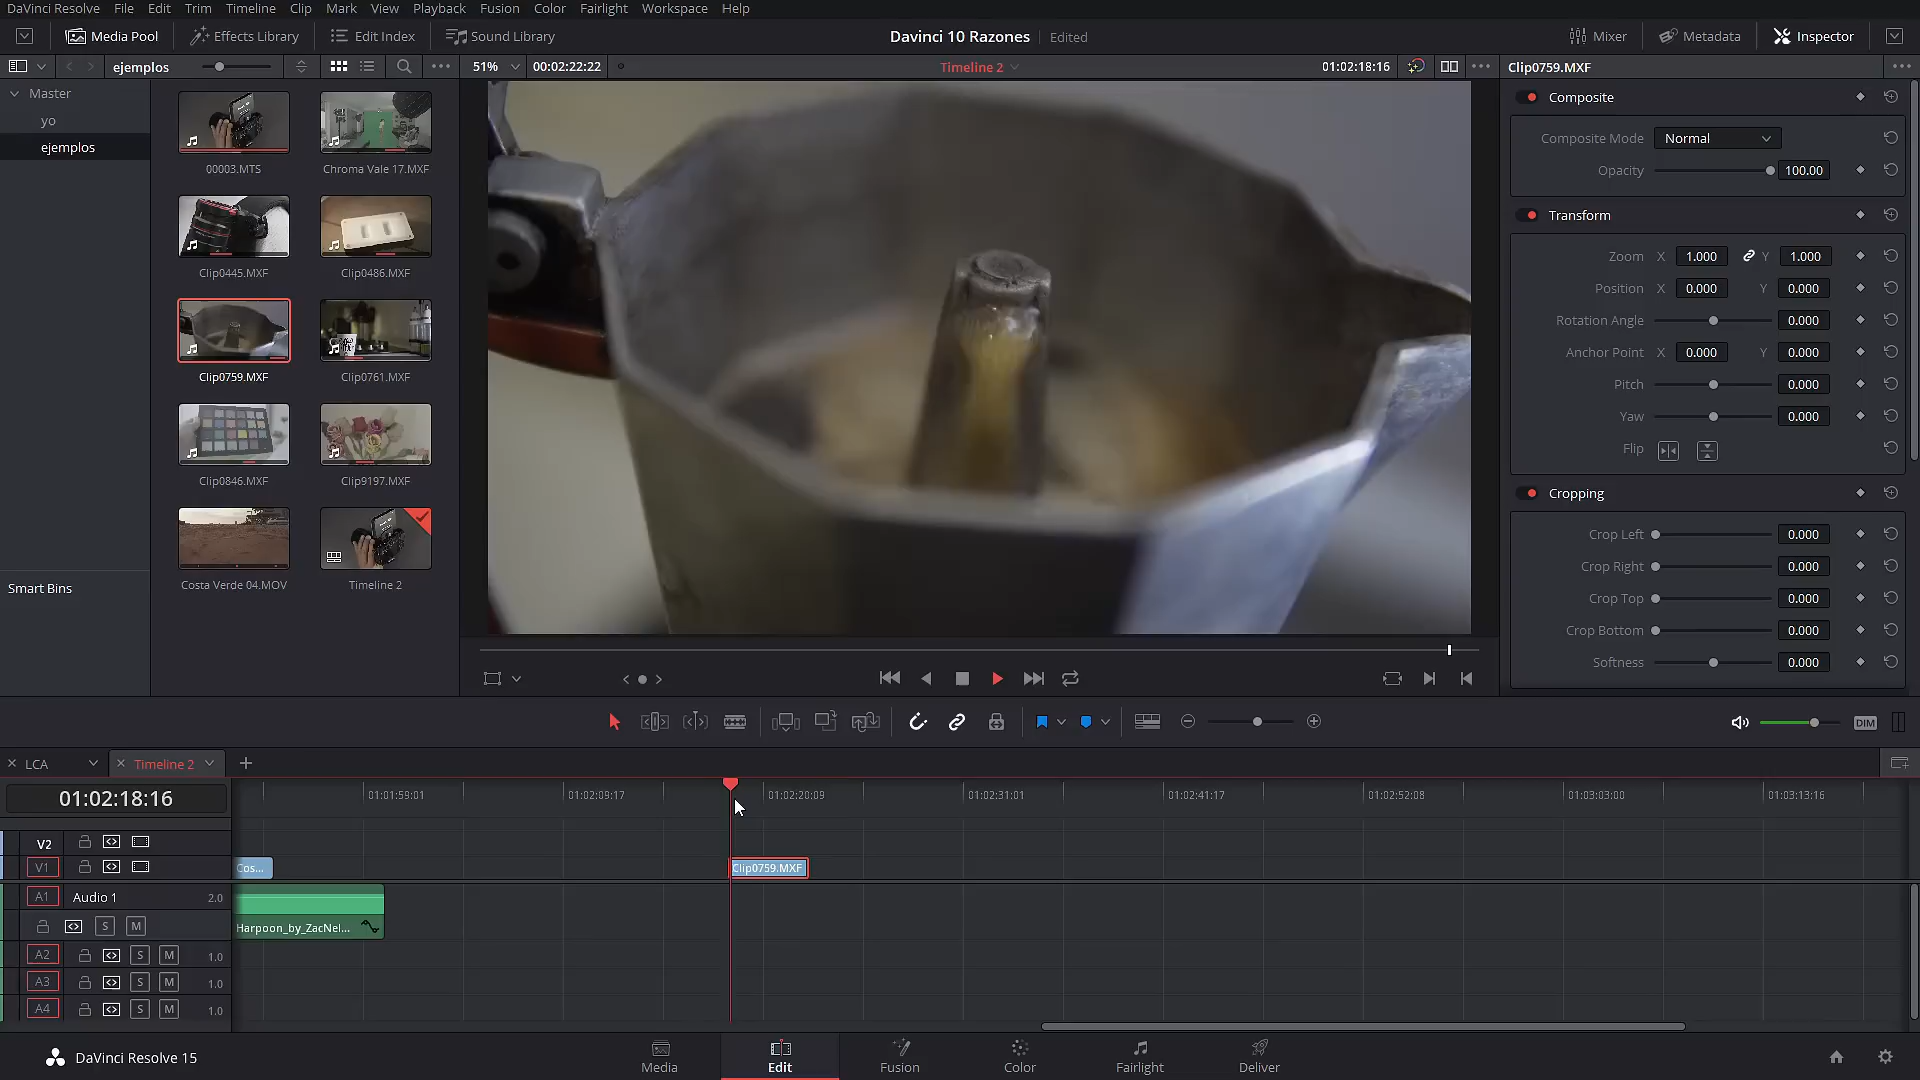 DaVinci Resolve File Edit Trim Timeline Clip Mark View Playback Fusion Color Fairlight Workspace Help
Media Pool Effects Library Edit Index Sound Library Davinci 10 Razones Edited Mixer Metadata Inspector
ejemplos 51% 00:02:22:22 Timeline 2 01:02:18:16 Clip0759.MXF
Master
yo
ejemplos
Smart Bins
00003.MTS Chroma Vale 17.MXF
Clip0445.MXF Clip0486.MXF
Clip0759.MXF Clip0761.MXF
Clip0846.MXF Clip9197.MXF
Costa Verde 04.MOV Timeline 2
Composite
Composite Mode Normal
Opacity 100.00
Transform
Zoom X 1.000 Y 1.000
Position X 0.000 Y 0.000
Rotation Angle 0.000
Anchor Point X 0.000 Y 0.000
Pitch 0.000
Yaw 0.000
Flip
Cropping
Crop Left 0.000
Crop Right 0.000
Crop Top 0.000
Crop Bottom 0.000
Softness 0.000
DIM
LCA Timeline 2
01:02:18:16 01:01:59:01 01:02:09:17 01:02:20:09 01:02:31:01 01:02:41:17 01:02:52:08 01:03:03:00 01:03:13:16
V2
V1 Cos... Clip0759.MXF
A1 Audio 1 2.0
S M Harpoon_by_ZacNel...
A2 S M 1.0
A3 S M 1.0
A4 S M 1.0
DaVinci Resolve 15 Media Edit Fusion Color Fairlight Deliver